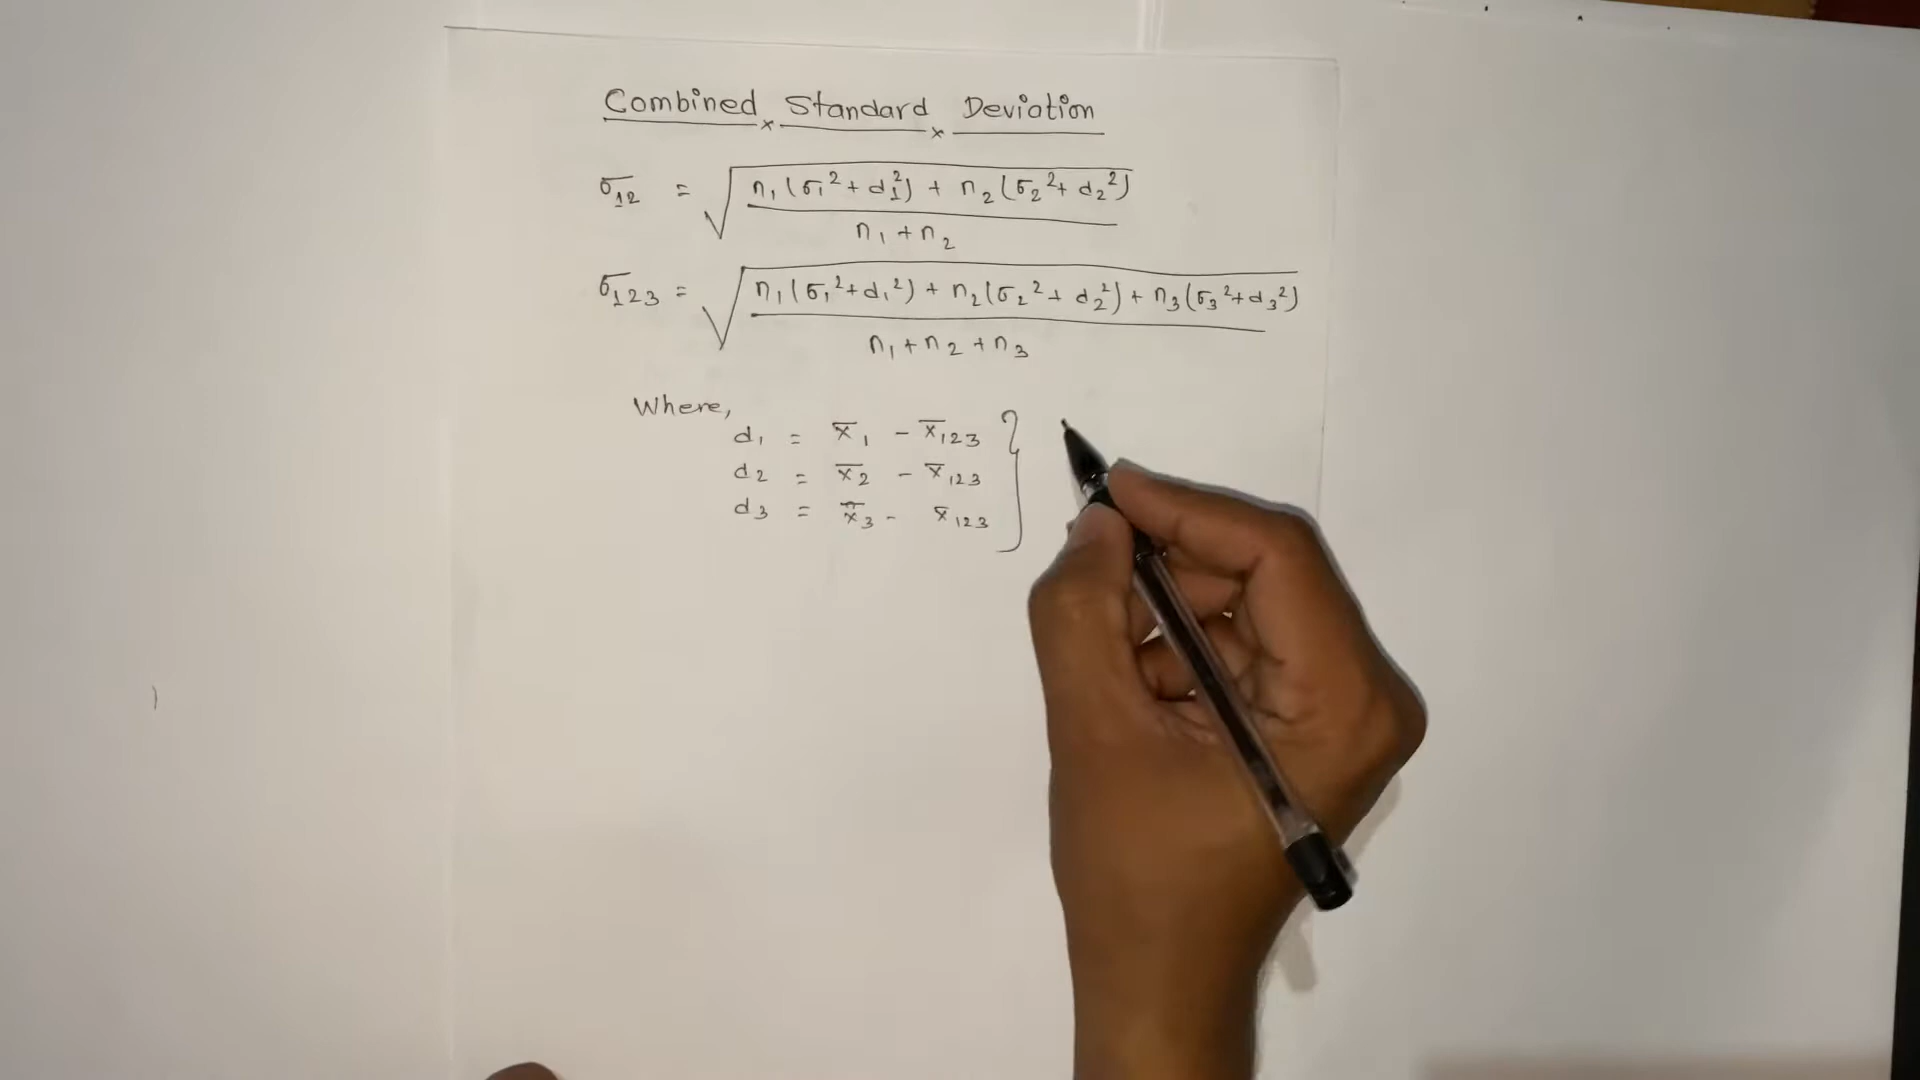 Combined Standard Deviation
σ₁₂ = √((n₁(σ₁² + d₁²) + n₂(σ₂² + d₂²)) / (n₁ + n₂))
σ₁₂₃ = √((n₁(σ₁² + d₁²) + n₂(σ₂² + d₂²) + n₃(σ₃² + d₃²)) / (n₁ + n₂ + n₃))
Where,
d₁ = x̄₁ - x̄₁₂₃
d₂ = x̄₂ - x̄₁₂₃
d₃ = x̄₃ - x̄₁₂₃